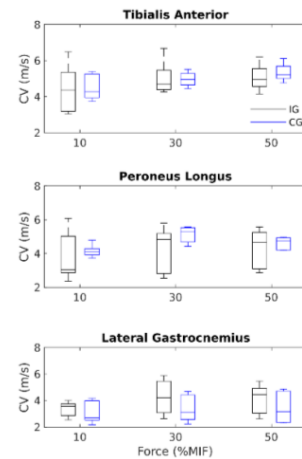 Tibialis Anterior
CV (m/s)
8
6
4
2
10
30
50
IG
CG
Peroneus Longus
CV (m/s)
8
6
4
2
10
30
50
Lateral Gastrocnemius
CV (m/s)
8
6
4
2
10
30
50
Force (%MIF)